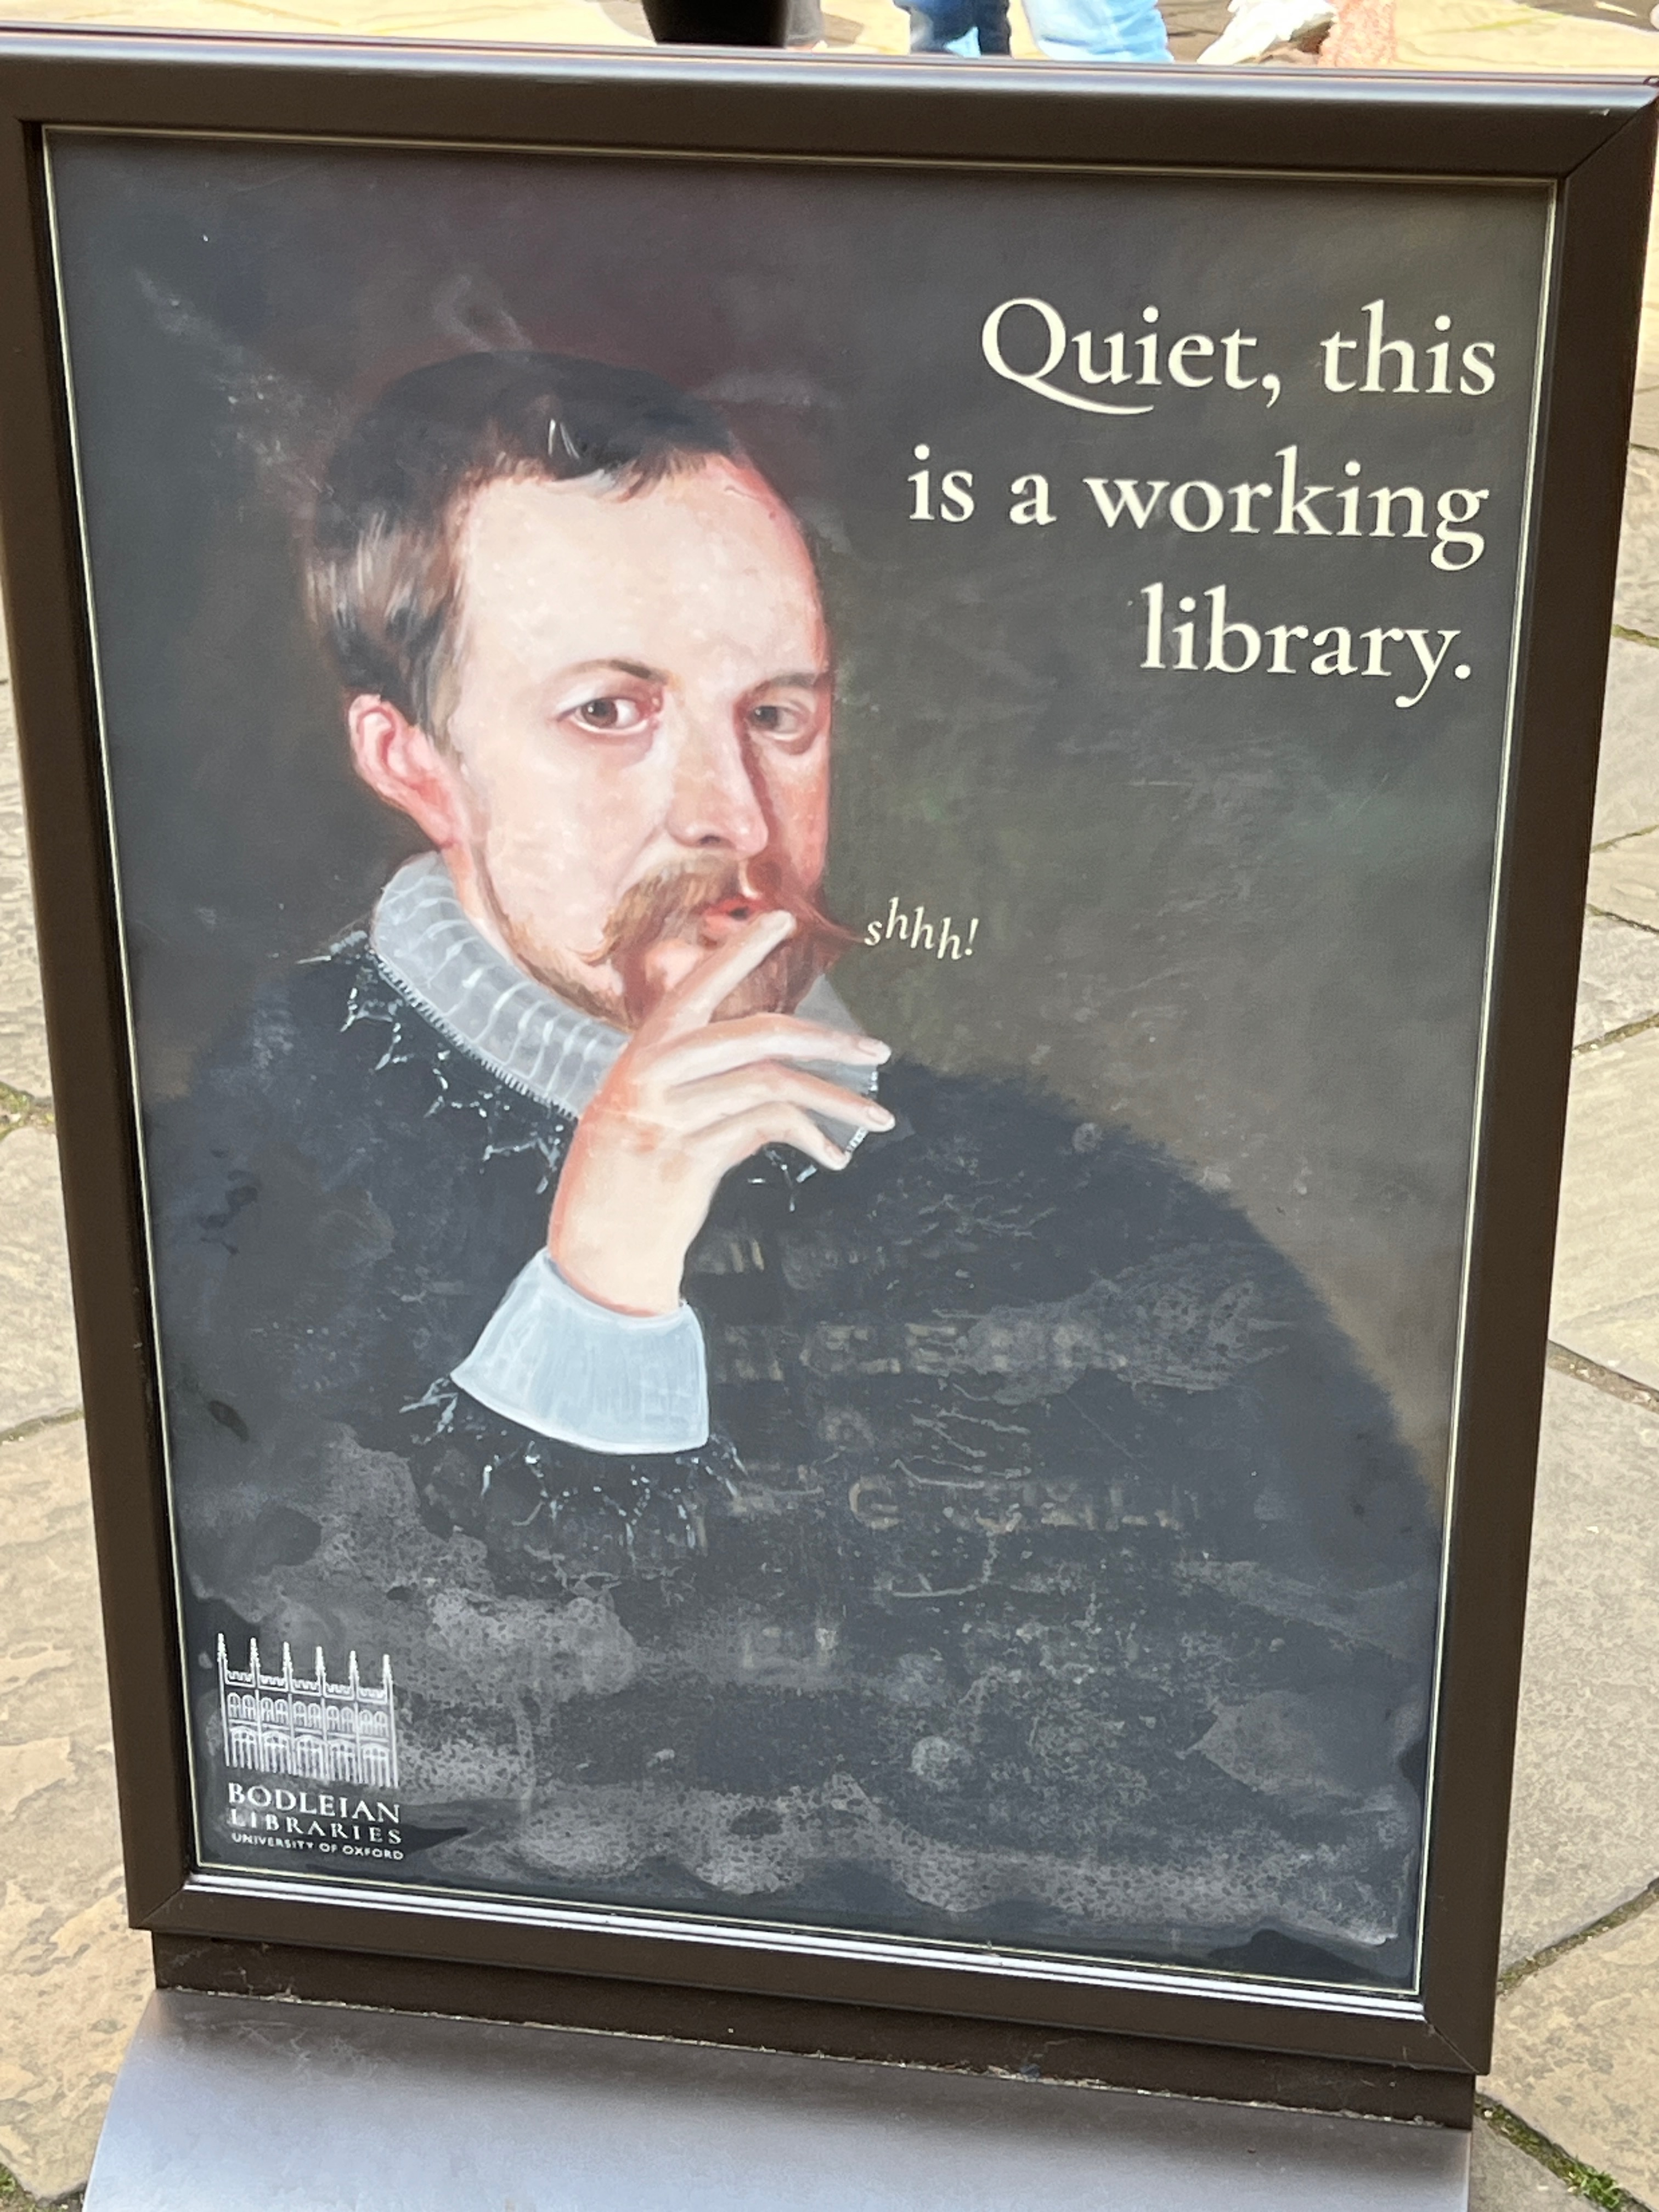 Quiet, this
is a working
library.
shhh!
BODLEIAN
LIBRARIES
UNIVERSITY OF OXFORD